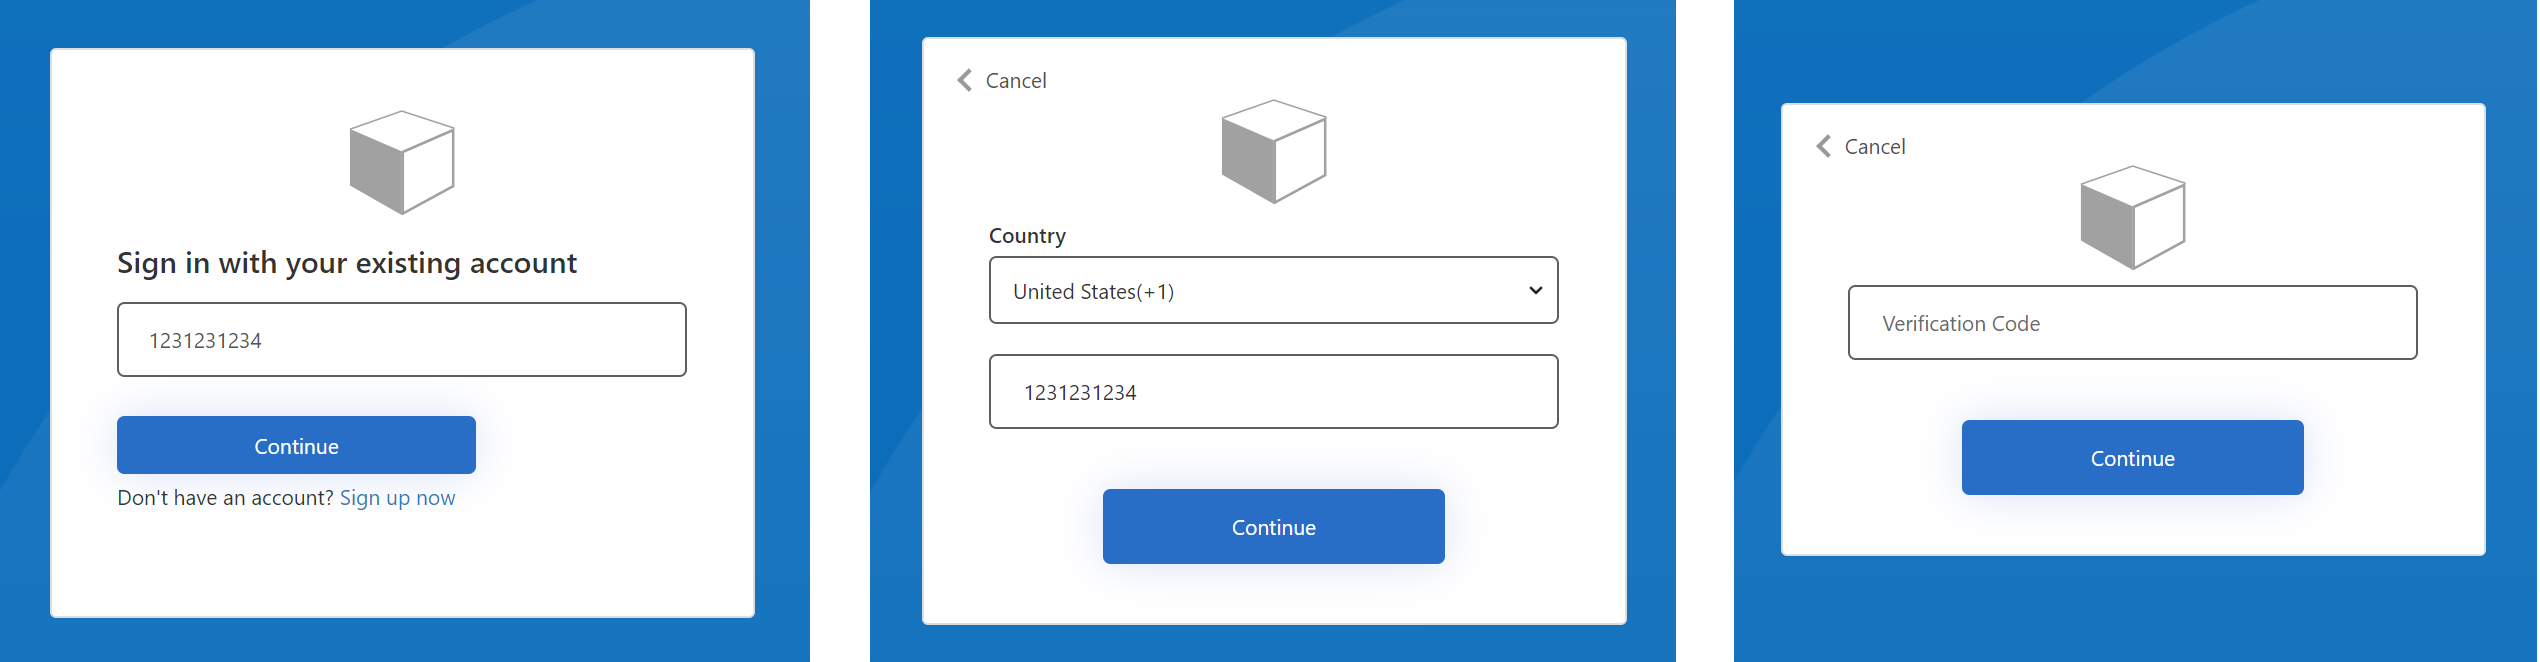 Sign in with your existing account
1231231234
Continue
Don't have an account? Sign up now
Cancel
Country
United States(+1)
1231231234
Continue
Cancel
Verification Code
Continue